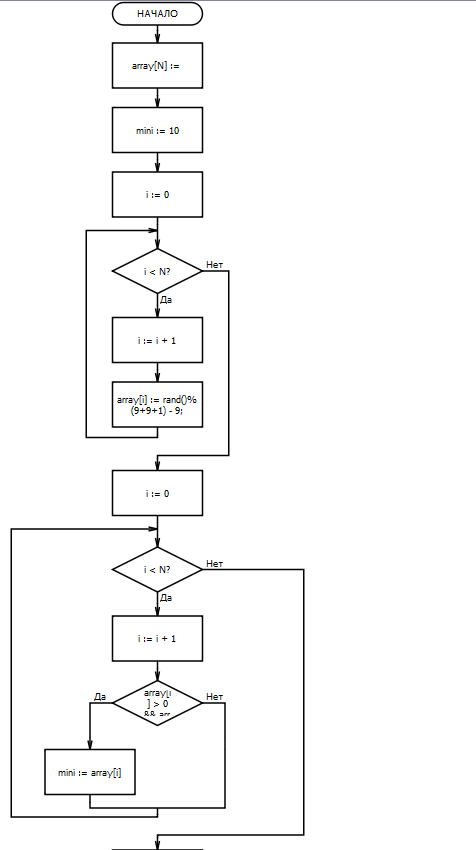 НАЧАЛО
array[N] :=
mini := 10
i := 0
i < N?
Нет
Да
i := i + 1
array[i] := rand()%
(9+9+1) - 9;
i := 0
i < N?
Нет
Да
i := i + 1
Да
array[i
] > 0
&& arr
Нет
mini := array[i]